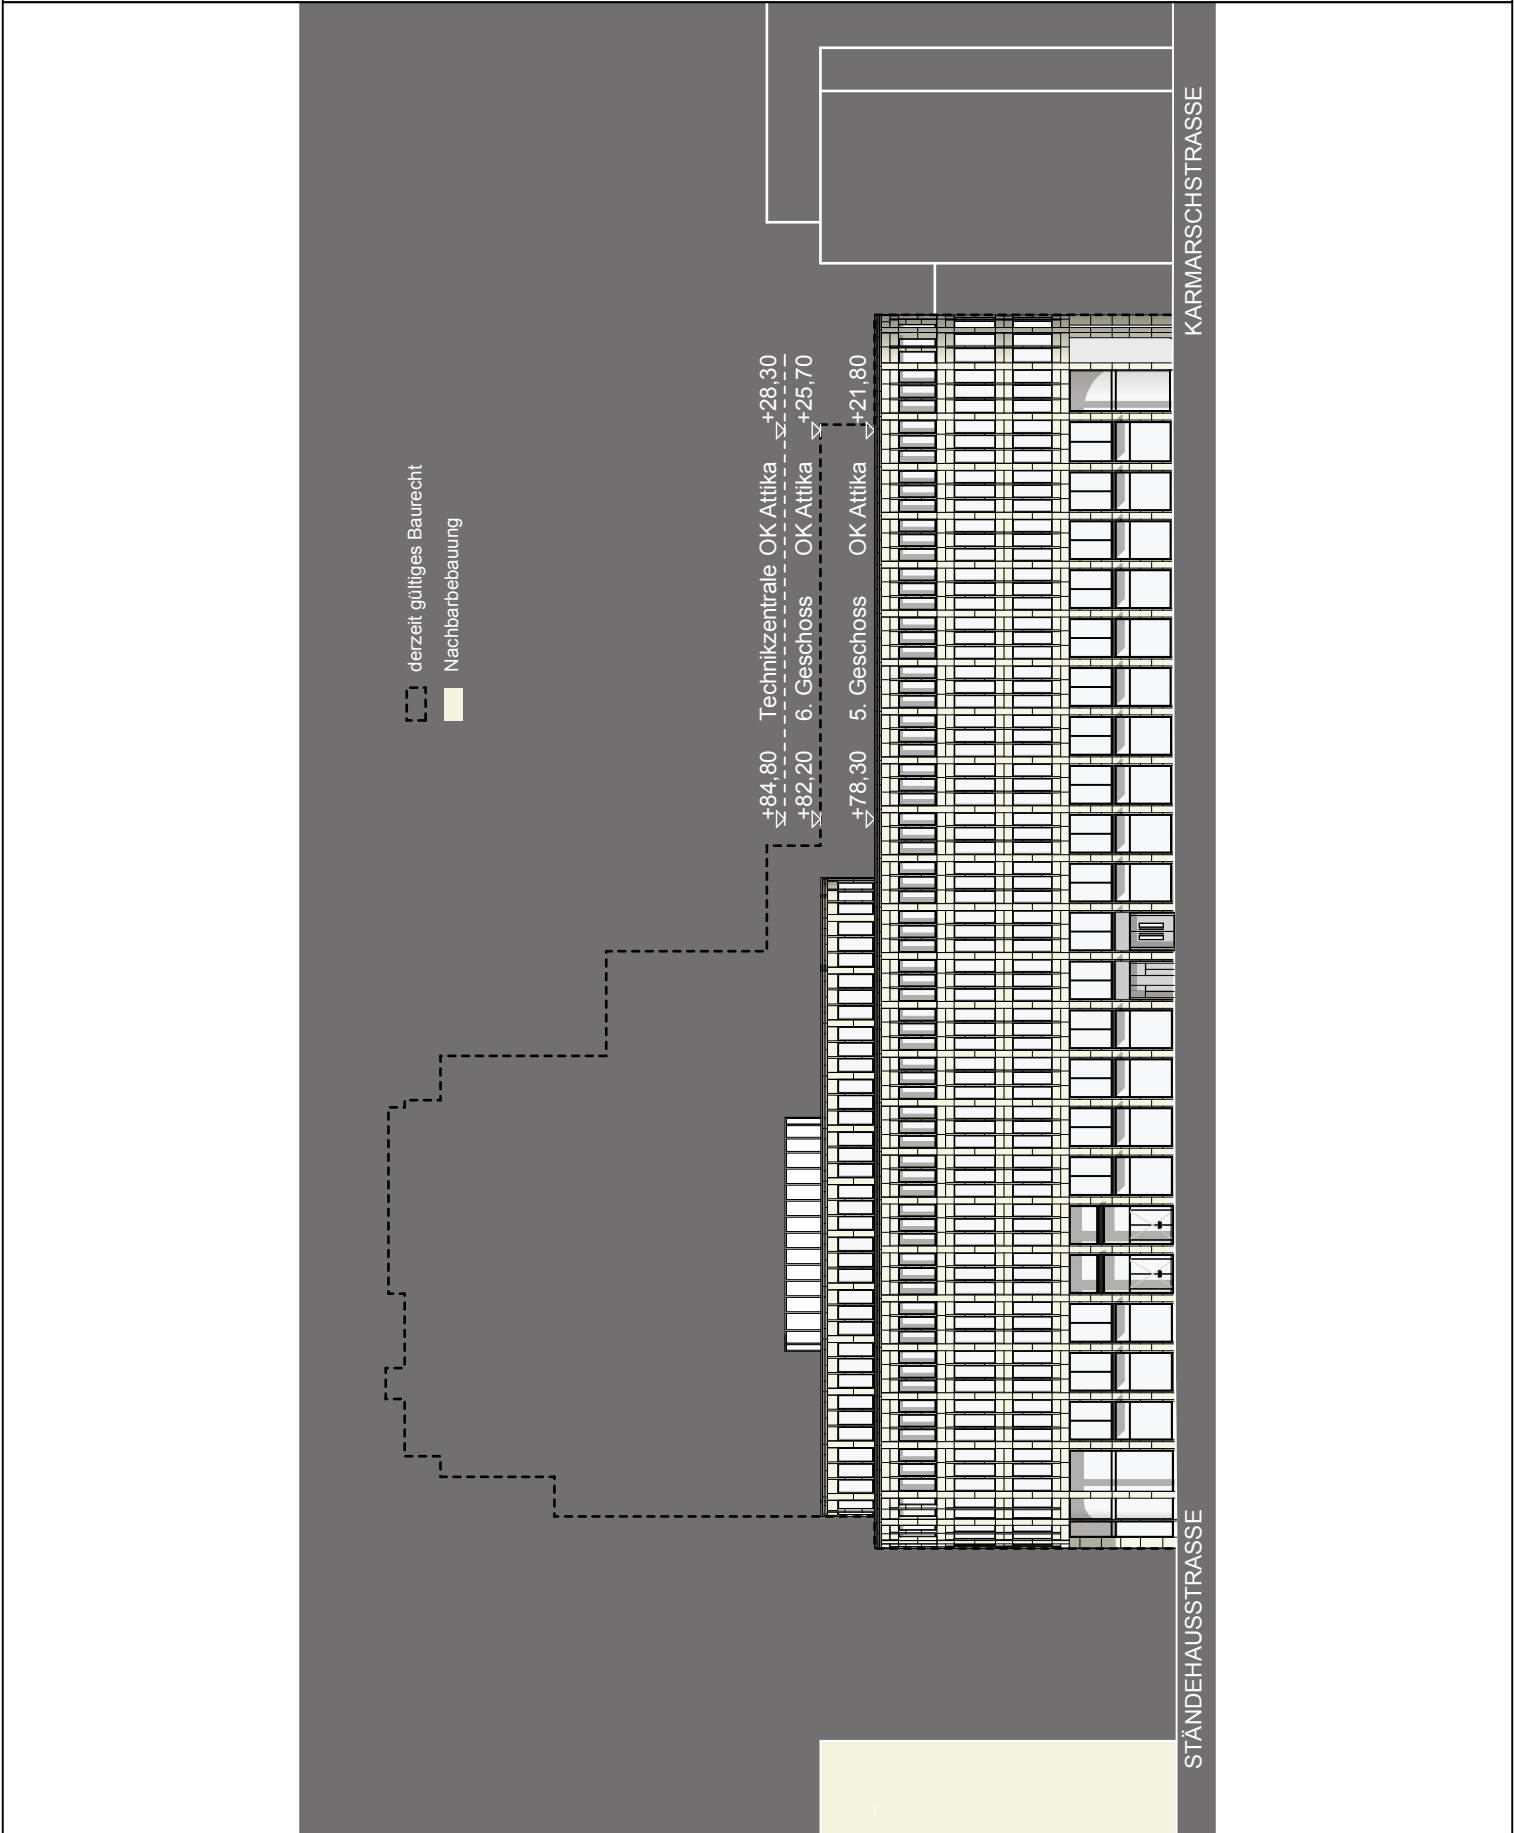 derzeit gültiges Baurecht
Nachbarbebauung
+84,80 Technikzentrale OK Attika +28,30
+82,20 6. Geschoss OK Attika +25,70
+78,30 5. Geschoss OK Attika +21,80
STÄNDEHAUSSTRASSE KARMARSCHSTRASSE